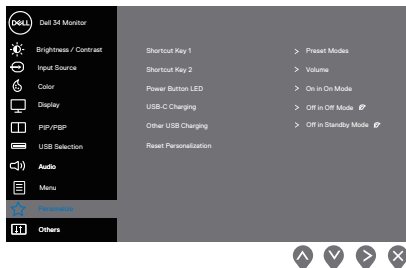 DELL Dell 34 Monitor
Brightness / Contrast
Input Source
Color
Display
PIP/PBP
USB Selection
Audio
Menu
Personalize
Others
Shortcut Key 1 > Preset Modes
Shortcut Key 2 > Volume
Power Button LED > On in On Mode
USB-C Charging > Off in Off Mode
Other USB Charging > Off in Standby Mode
Reset Personalization